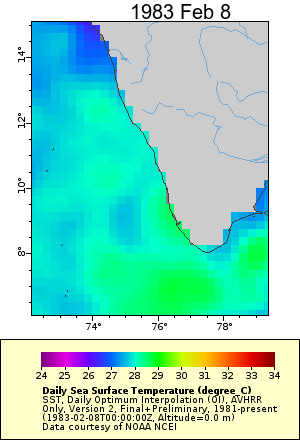 1983 Feb 8
14°
12°
10°
8°
74°
76°
78°
24 25 26 27 28 29 30 31 32 33 34
Daily Sea Surface Temperature (degree_C)
SST, Daily Optimum Interpolation (OI), AVHRR
Only, Version 2, Final+Preliminary, 1981-present
(1983-02-08T00:00:00Z, Altitude=0.0 m)
Data courtesy of NOAA NCEI